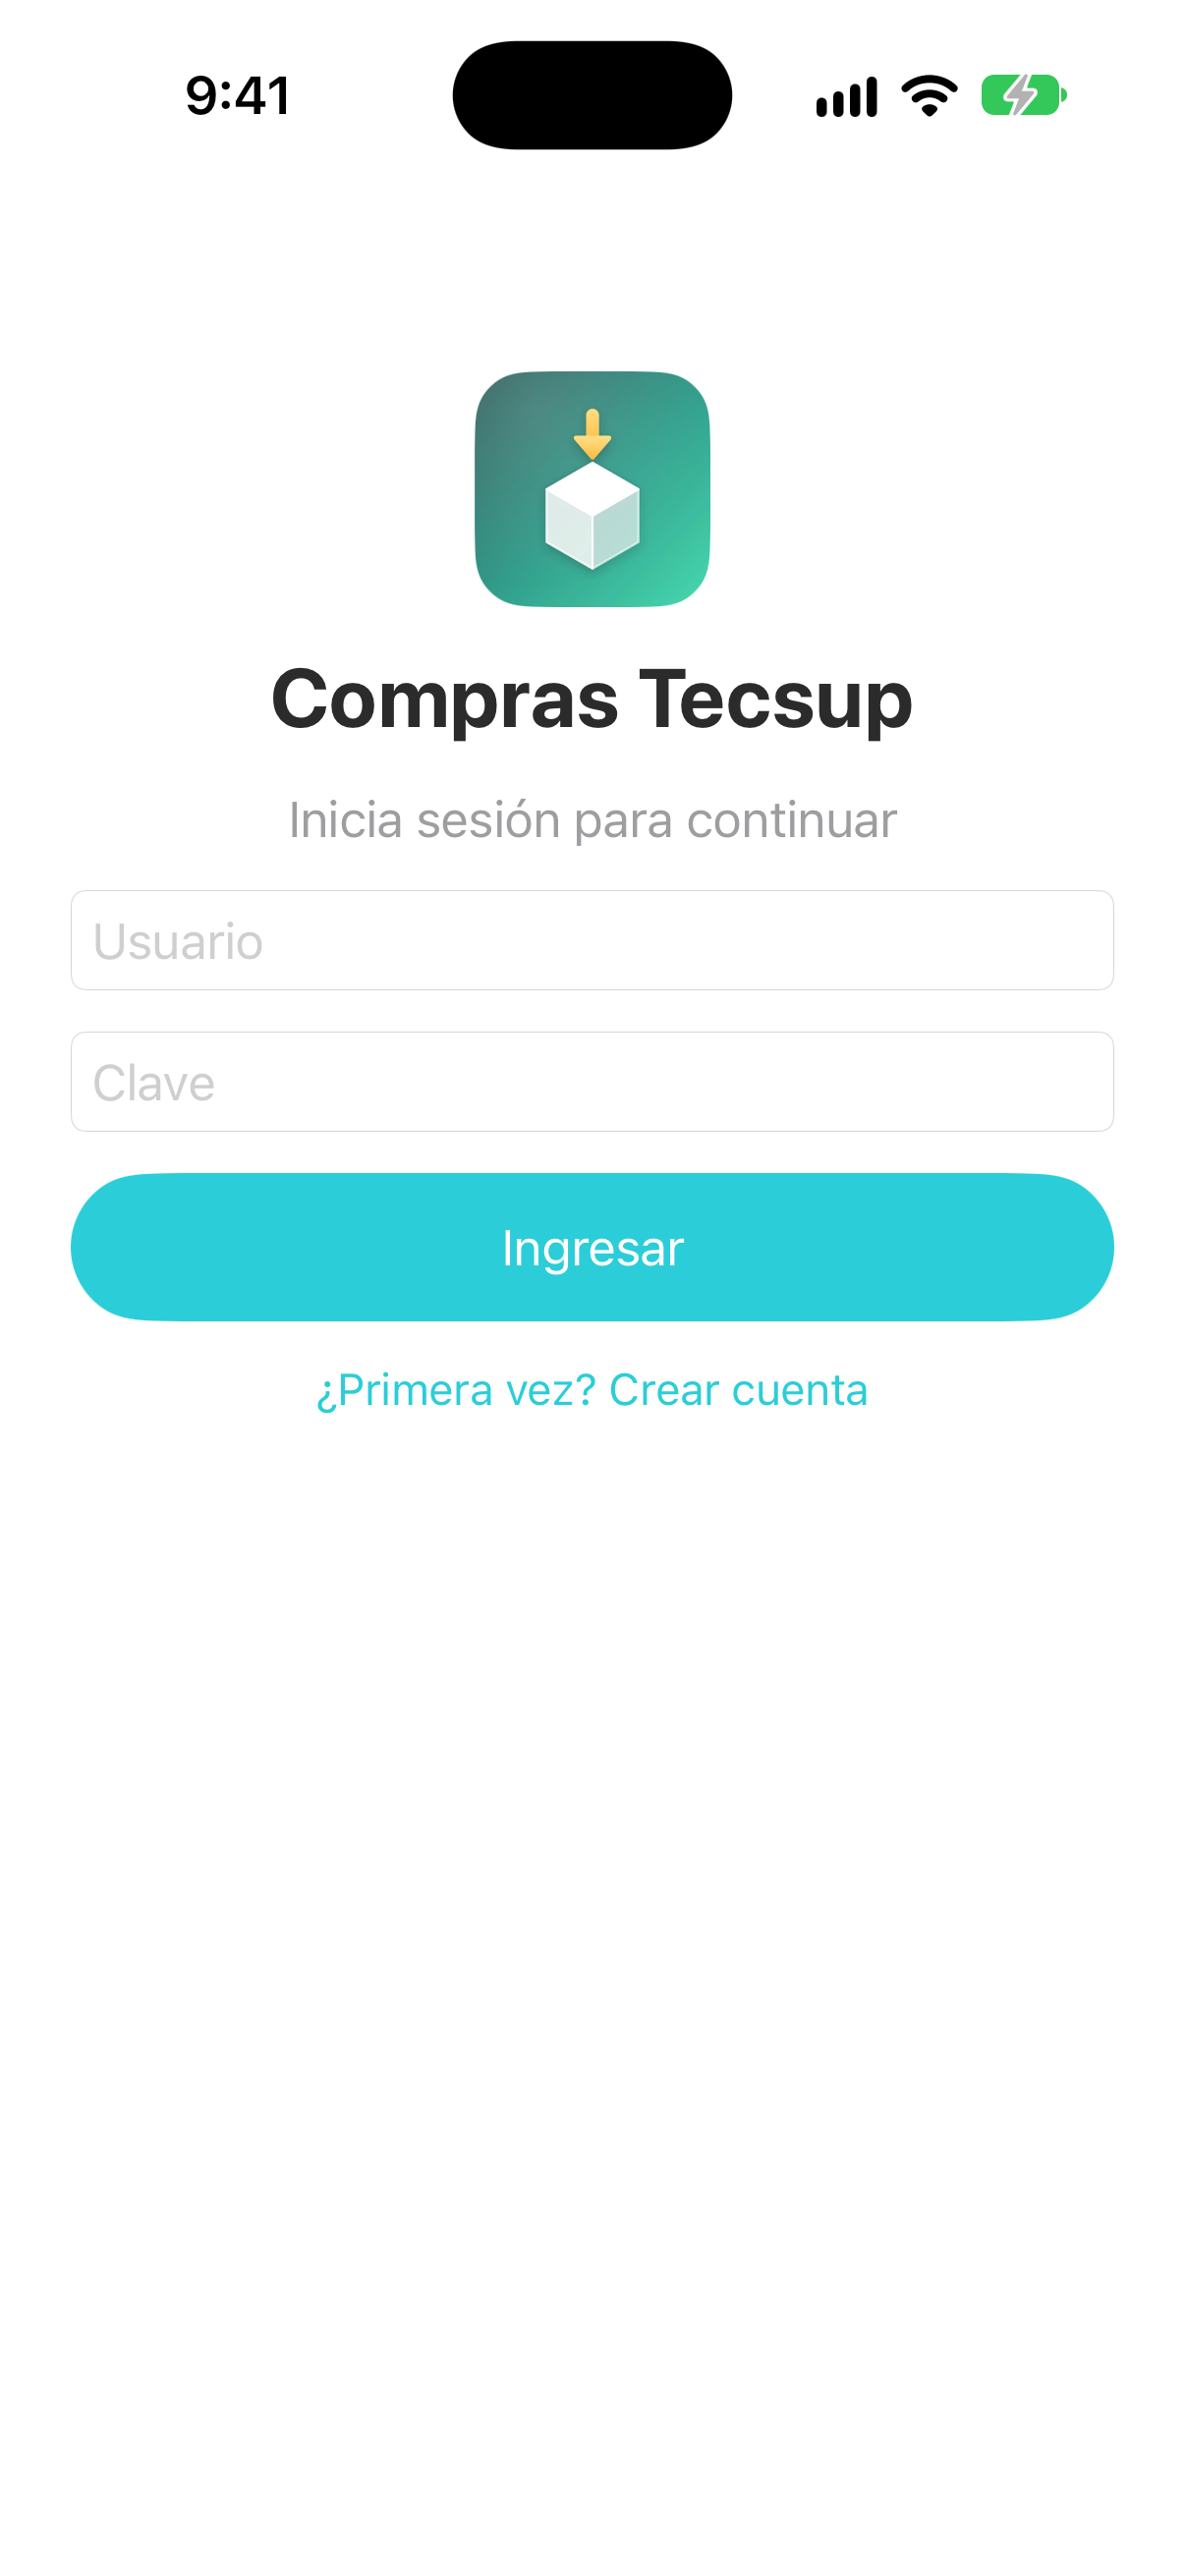 9:41
Compras Tecsup
Inicia sesión para continuar
Usuario
Clave
Ingresar
¿Primera vez? Crear cuenta